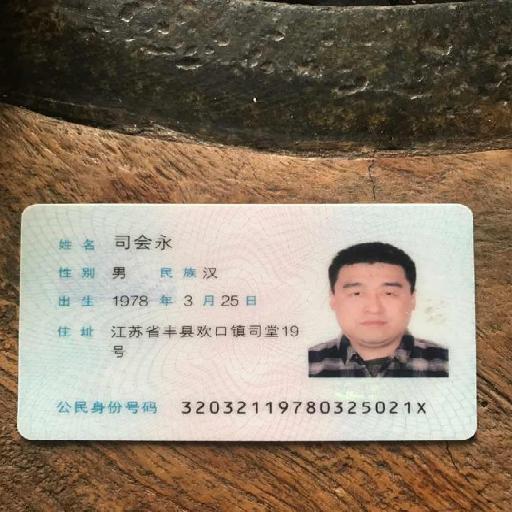 姓名 司会永
性别 男 民族 汉
出生 1978 年 3 月 25 日
住址 江苏省丰县欢口镇司堂19
号
公民身份号码 32032119780325021X